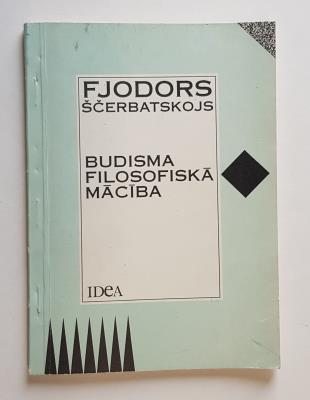 FJODORS
ŠČERBATSKOJS
BUDISMA
FILOSOFISKĀ
MĀCĪBA
IDeA